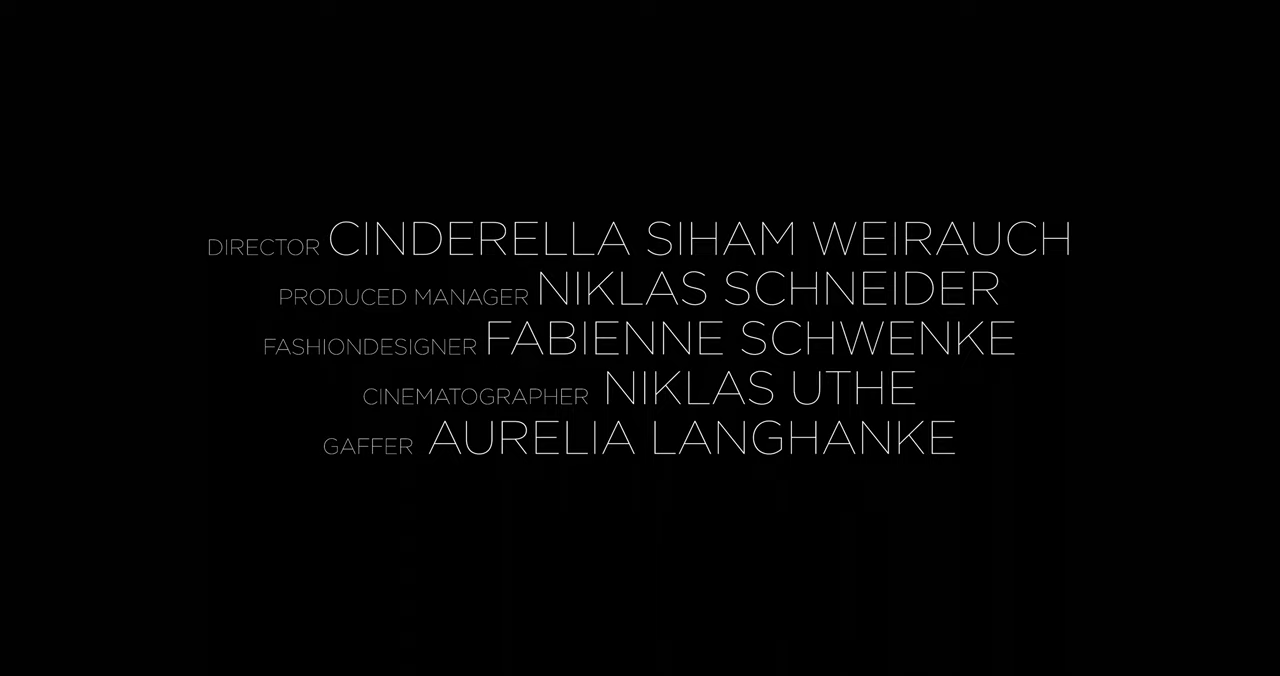 DIRECTOR CINDERELLA SIHAM WEIRAUCH
PRODUCED MANAGER NIKLAS SCHNEIDER
FASHIONDESIGNER FABIENNE SCHWENKE
CINEMATOGRAPHER NIKLAS UTHE
GAFFER AURELIA LANGHANKE